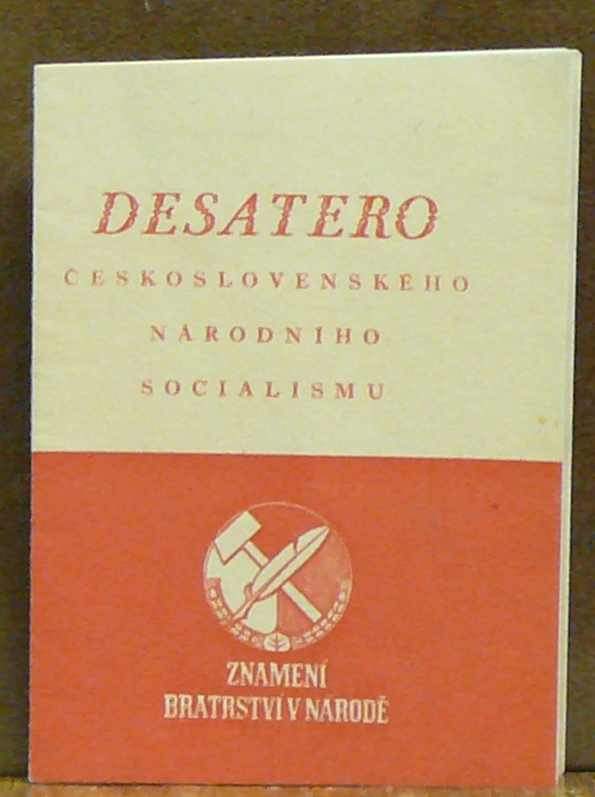 DESATERO
ČESKOSLOVENSKÉHO
NÁRODNÍHO
SOCIALISMU
ZNAMENÍ
BRATRSTVÍ V NÁRODĚ